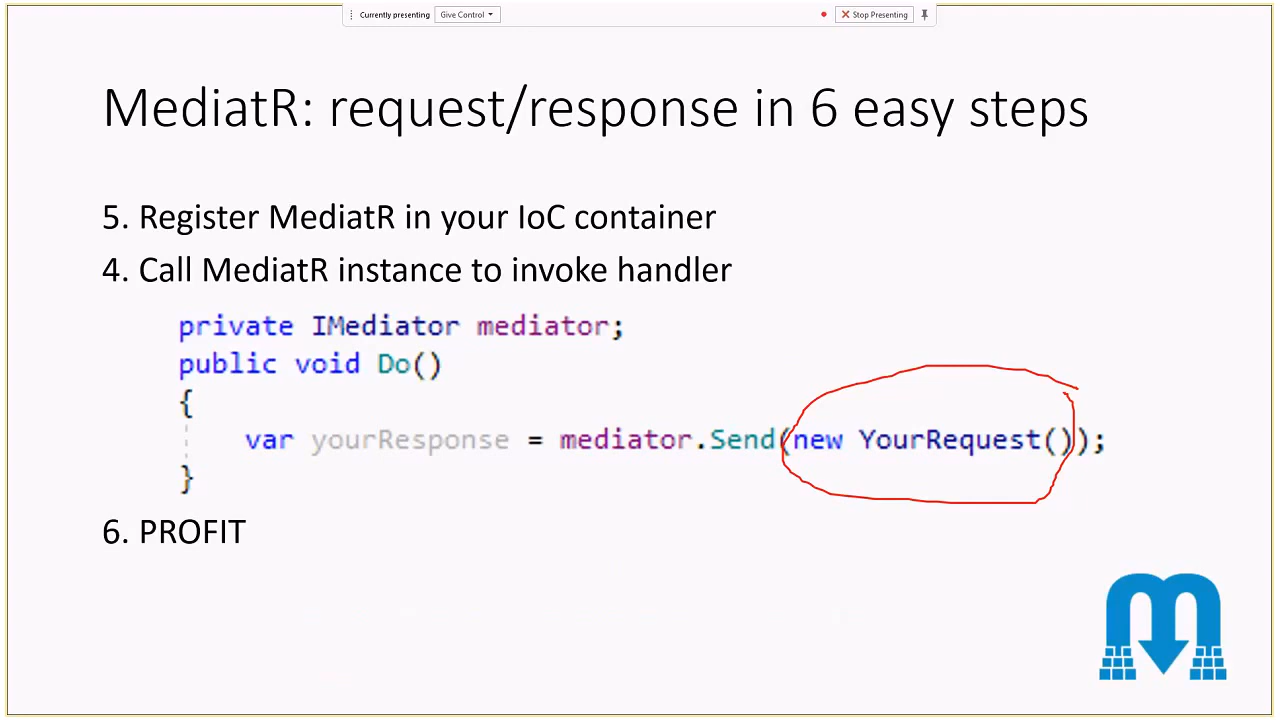 Currently presenting Give Control Stop Presenting
MediatR: request/response in 6 easy steps
5. Register MediatR in your IoC container
4. Call MediatR instance to invoke handler
private IMediator mediator;
public void Do()
{
var yourResponse = mediator.Send(new YourRequest());
}
6. PROFIT